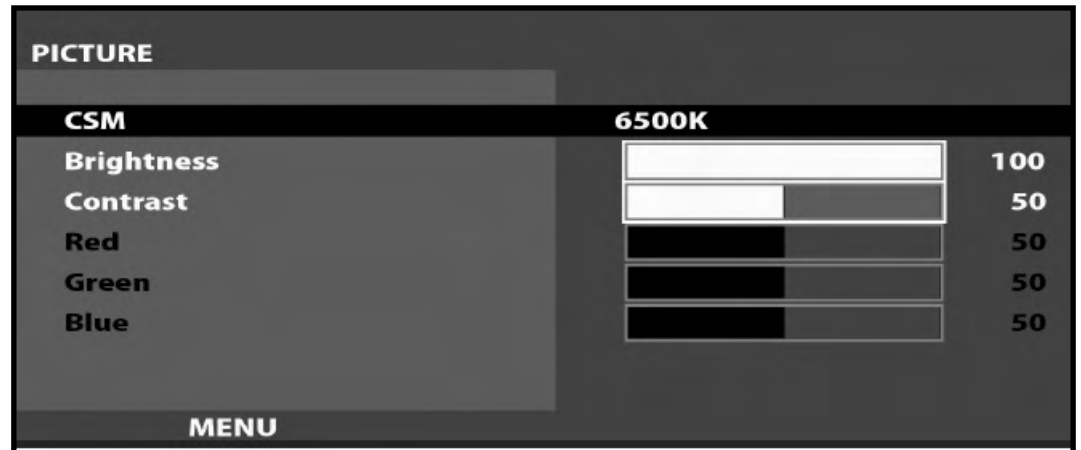 PICTURE
CSM 6500K
Brightness 100
Contrast 50
Red 50
Green 50
Blue 50
MENU